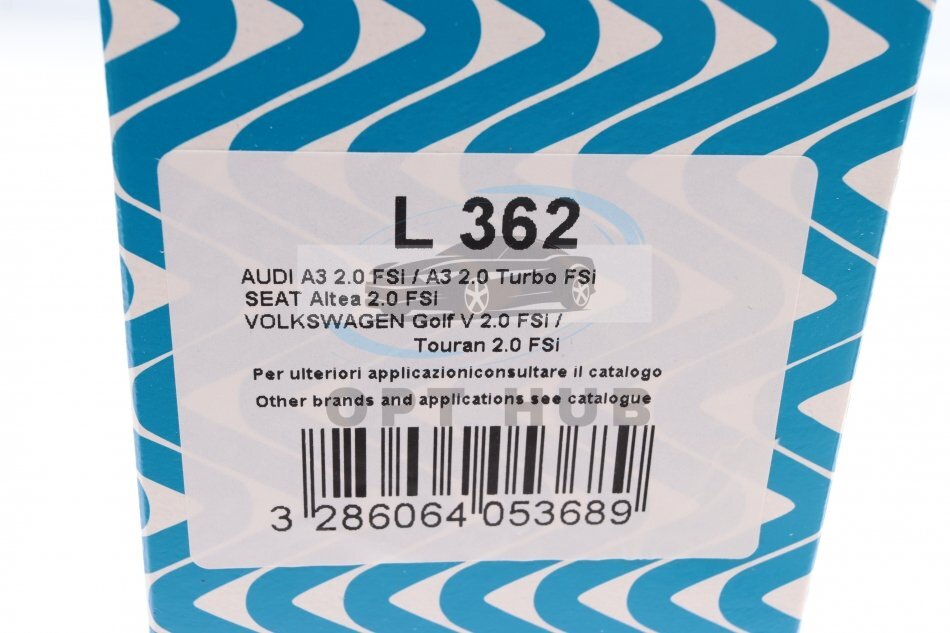 L 362
AUDI A3 2.0 FSi / A3 2.0 Turbo FSi
SEAT Altea 2.0 FSi
VOLKSWAGEN Golf V 2.0 FSi /
Touran 2.0 FSi
Per ulteriori applicazioniconsultare il catalogo
Other brands and applications see catalogue
OPT HUB
3 286064 053689